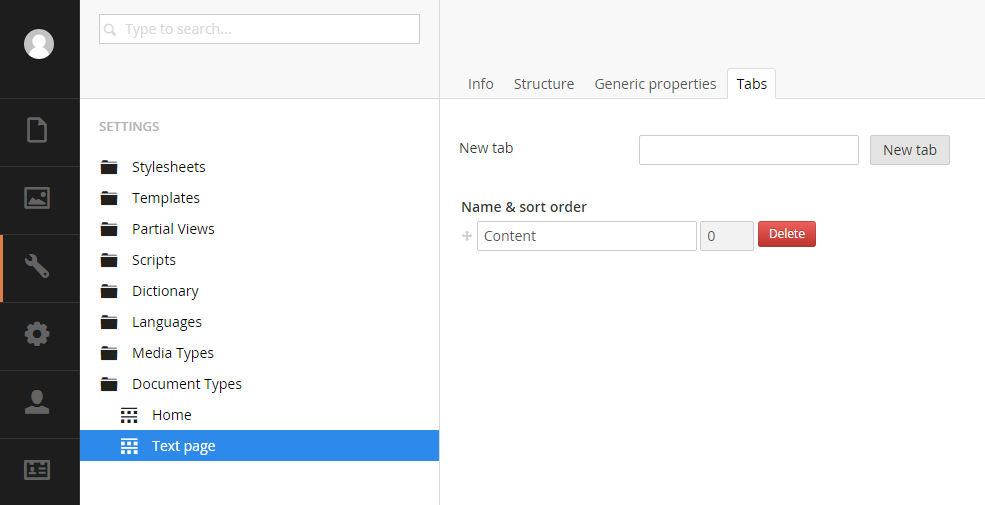 Type to search...
SETTINGS
Stylesheets
Templates
Partial Views
Scripts
Dictionary
Languages
Media Types
Document Types
Home
Text page
Info Structure Generic properties Tabs
New tab New tab
Name & sort order
Content 0 Delete